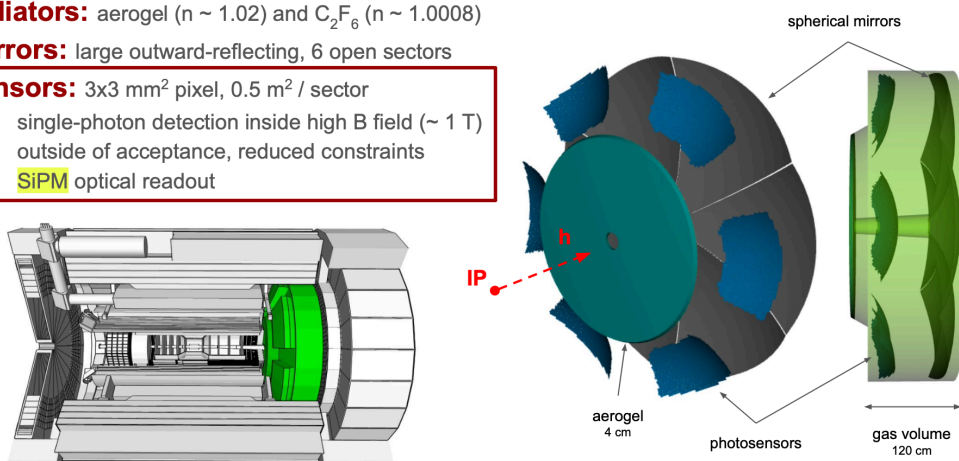 diators: aerogel (n ~ 1.02) and C2F6 (n ~ 1.0008)
rrors: large outward-reflecting, 6 open sectors
nsors: 3x3 mm² pixel, 0.5 m² / sector
single-photon detection inside high B field (~ 1 T)
outside of acceptance, reduced constraints
SiPM optical readout
spherical mirrors
h
IP
aerogel
4 cm
photosensors
gas volume
120 cm